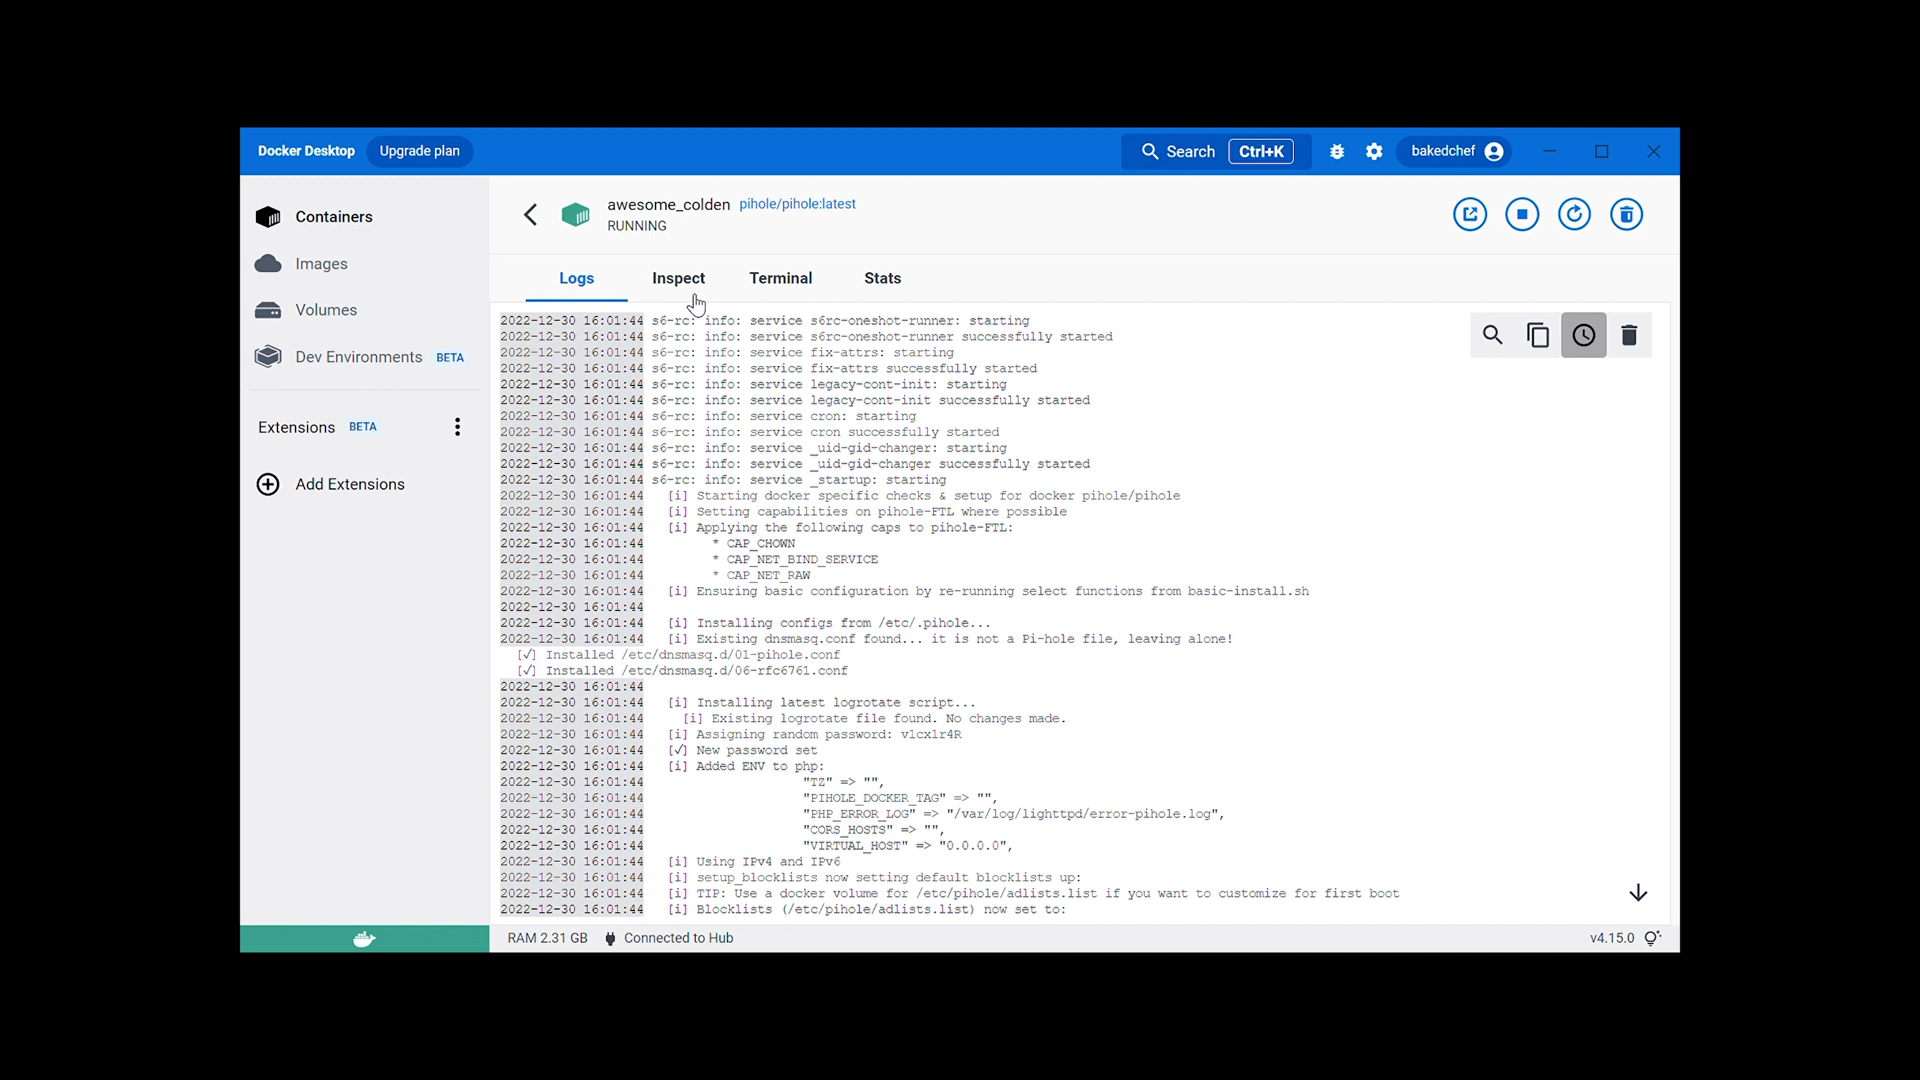 Docker Desktop Upgrade plan Search Ctrl+K bakedchef
Containers
Images
Volumes
Dev Environments BETA
Extensions BETA
Add Extensions
awesome_colden pihole/pihole:latest
RUNNING
Logs Inspect Terminal Stats
2022-12-30 16:01:44 s6-rc: info: service s6rc-oneshot-runner: starting
2022-12-30 16:01:44 s6-rc: info: service s6rc-oneshot-runner successfully started
2022-12-30 16:01:44 s6-rc: info: service fix-attrs: starting
2022-12-30 16:01:44 s6-rc: info: service fix-attrs successfully started
2022-12-30 16:01:44 s6-rc: info: service legacy-cont-init: starting
2022-12-30 16:01:44 s6-rc: info: service legacy-cont-init successfully started
2022-12-30 16:01:44 s6-rc: info: service cron: starting
2022-12-30 16:01:44 s6-rc: info: service cron successfully started
2022-12-30 16:01:44 s6-rc: info: service _uid-gid-changer: starting
2022-12-30 16:01:44 s6-rc: info: service _uid-gid-changer successfully started
2022-12-30 16:01:44 s6-rc: info: service _startup: starting
2022-12-30 16:01:44 [i] Starting docker specific checks & setup for docker pihole/pihole
2022-12-30 16:01:44 [i] Setting capabilities on pihole-FTL where possible
2022-12-30 16:01:44 [i] Applying the following caps to pihole-FTL:
2022-12-30 16:01:44 * CAP_CHOWN
2022-12-30 16:01:44 * CAP_NET_BIND_SERVICE
2022-12-30 16:01:44 * CAP_NET_RAW
2022-12-30 16:01:44 [i] Ensuring basic configuration by re-running select functions from basic-install.sh
2022-12-30 16:01:44
2022-12-30 16:01:44 [i] Installing configs from /etc/.pihole...
2022-12-30 16:01:44 [i] Existing dnsmasq.conf found... it is not a Pi-hole file, leaving alone!
[✓] Installed /etc/dnsmasq.d/01-pihole.conf
[✓] Installed /etc/dnsmasq.d/06-rfc6761.conf
2022-12-30 16:01:44
2022-12-30 16:01:44 [i] Installing latest logrotate script...
2022-12-30 16:01:44 [i] Existing logrotate file found. No changes made.
2022-12-30 16:01:44 [i] Assigning random password: v1cx1r4R
2022-12-30 16:01:44 [✓] New password set
2022-12-30 16:01:44 [i] Added ENV to php:
2022-12-30 16:01:44 "TZ" => "",
2022-12-30 16:01:44 "PIHOLE_DOCKER_TAG" => "",
2022-12-30 16:01:44 "PHP_ERROR_LOG" => "/var/log/lighttpd/error-pihole.log",
2022-12-30 16:01:44 "CORS_HOSTS" => "",
2022-12-30 16:01:44 "VIRTUAL_HOST" => "0.0.0.0",
2022-12-30 16:01:44 [i] Using IPv4 and IPv6
2022-12-30 16:01:44 [i] setup_blocklists now setting default blocklists up:
2022-12-30 16:01:44 [i] TIP: Use a docker volume for /etc/pihole/adlists.list if you want to customize for first boot
2022-12-30 16:01:44 [i] Blocklists (/etc/pihole/adlists.list) now set to:
RAM 2.31 GB Connected to Hub v4.15.0